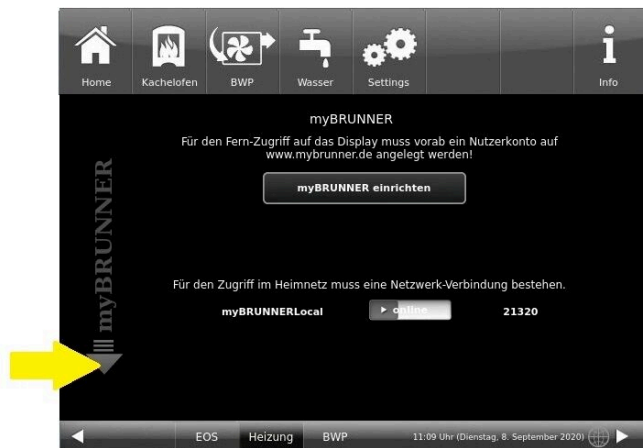 Home Kachelofen BWP Wasser Settings Info
myBRUNNER
Für den Fern-Zugriff auf das Display muss vorab ein Nutzerkonto auf
www.mybrunner.de angelegt werden!
myBRUNNER einrichten
myBRUNNER
Für den Zugriff im Heimnetz muss eine Netzwerk-Verbindung bestehen.
myBRUNNERLocal online 21320
EOS Heizung BWP 11:09 Uhr (Dienstag, 8. September 2020)